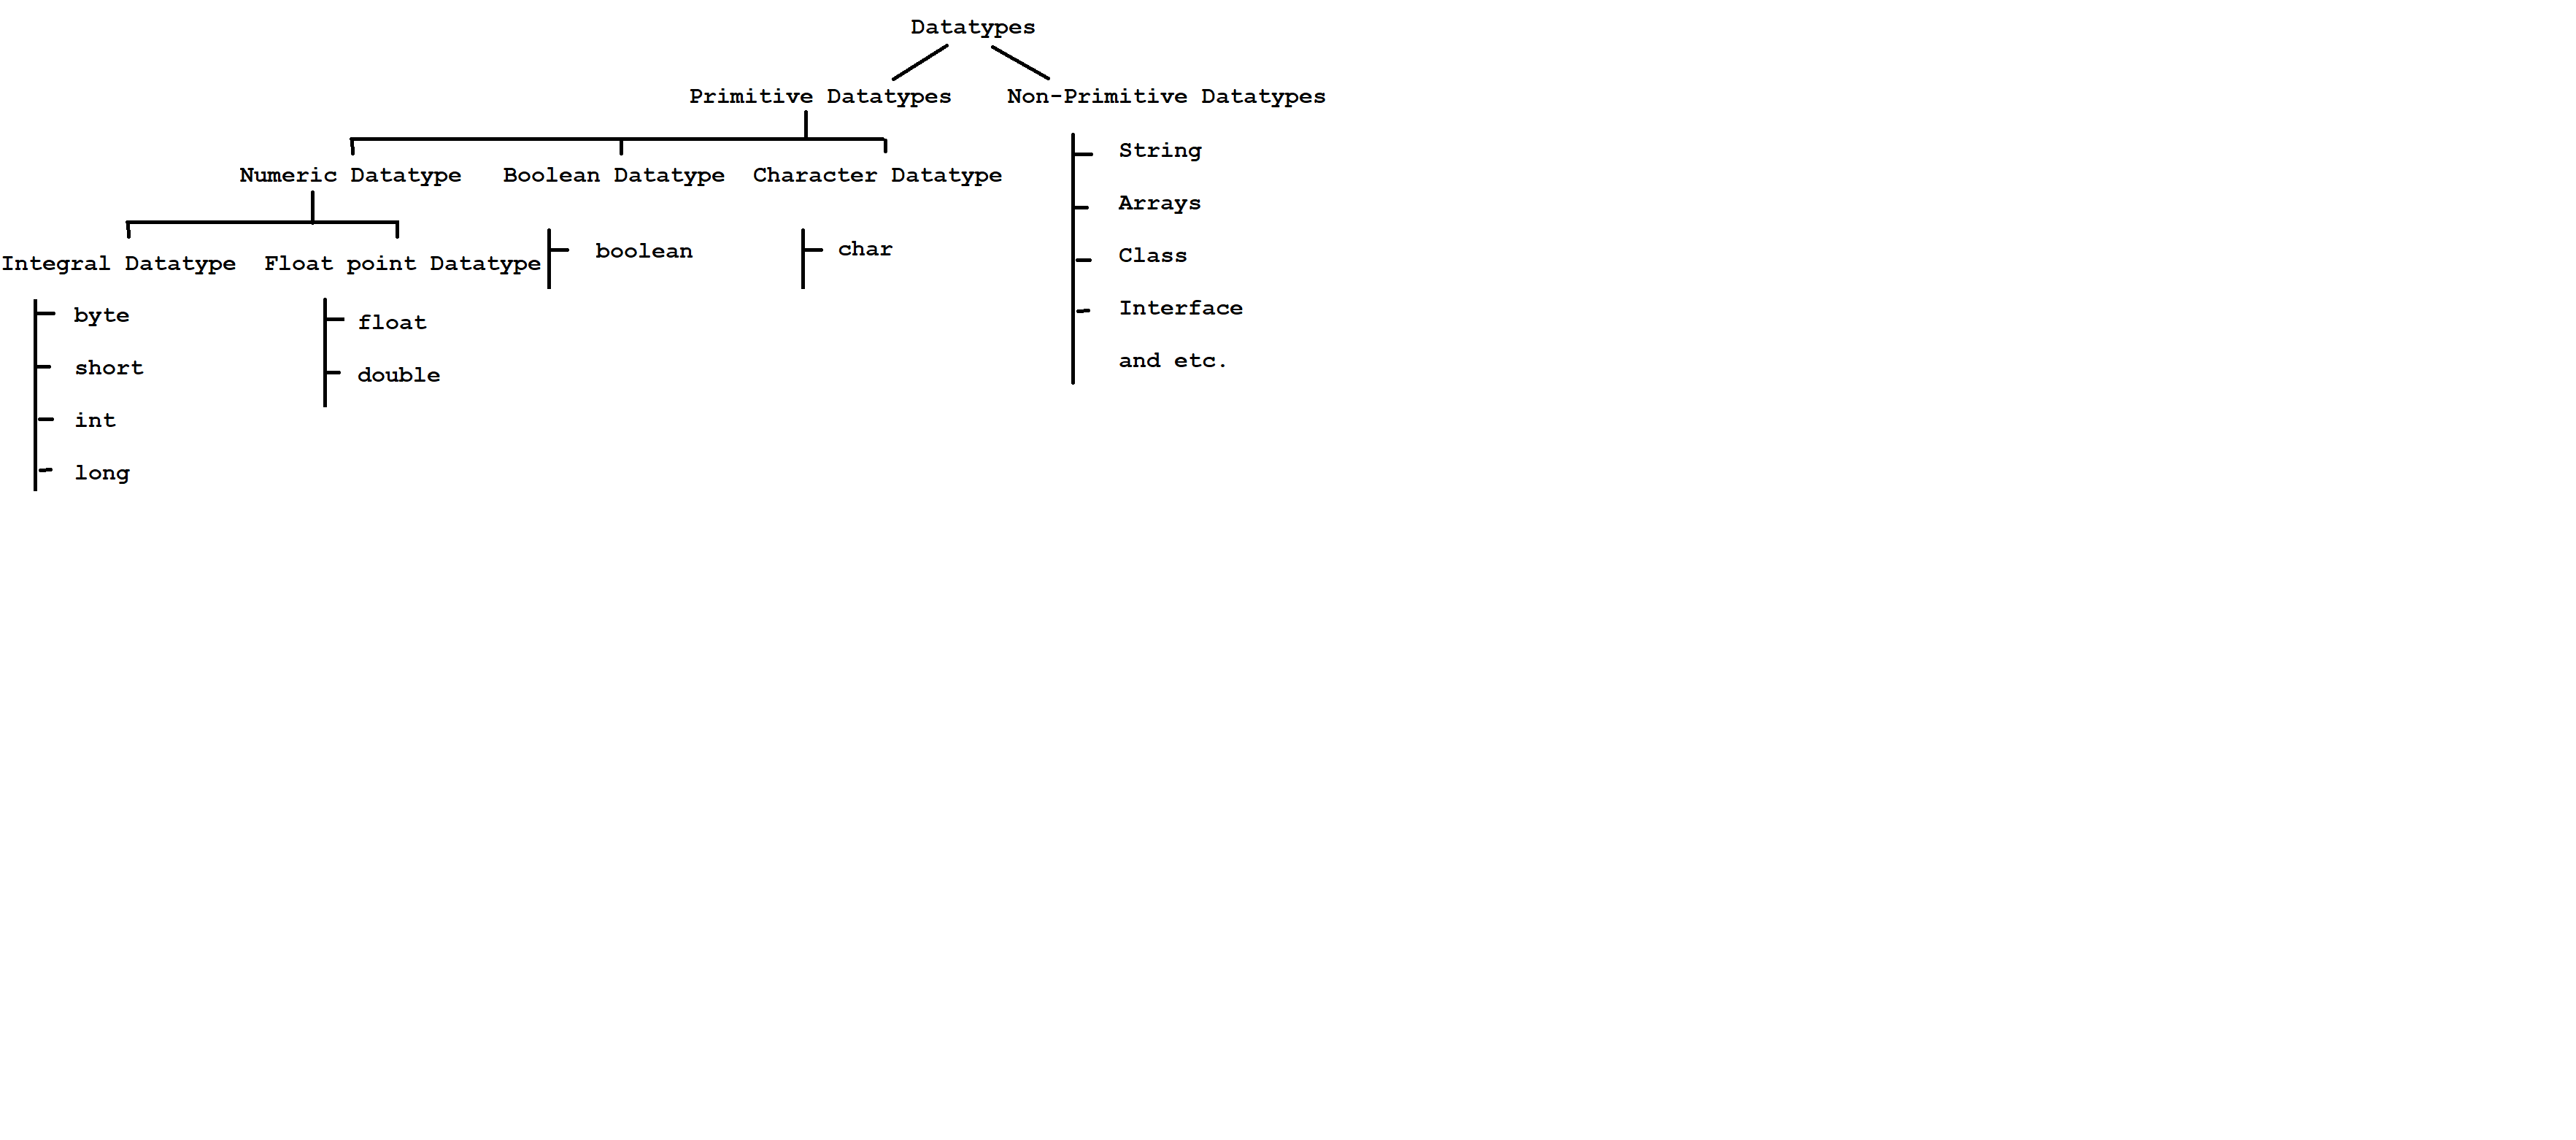 Datatypes
Primitive Datatypes
Non-Primitive Datatypes
Numeric Datatype
Boolean Datatype
Character Datatype
Integral Datatype
Float point Datatype
byte
short
int
long
float
double
boolean
char
String
Arrays
Class
Interface
and etc.